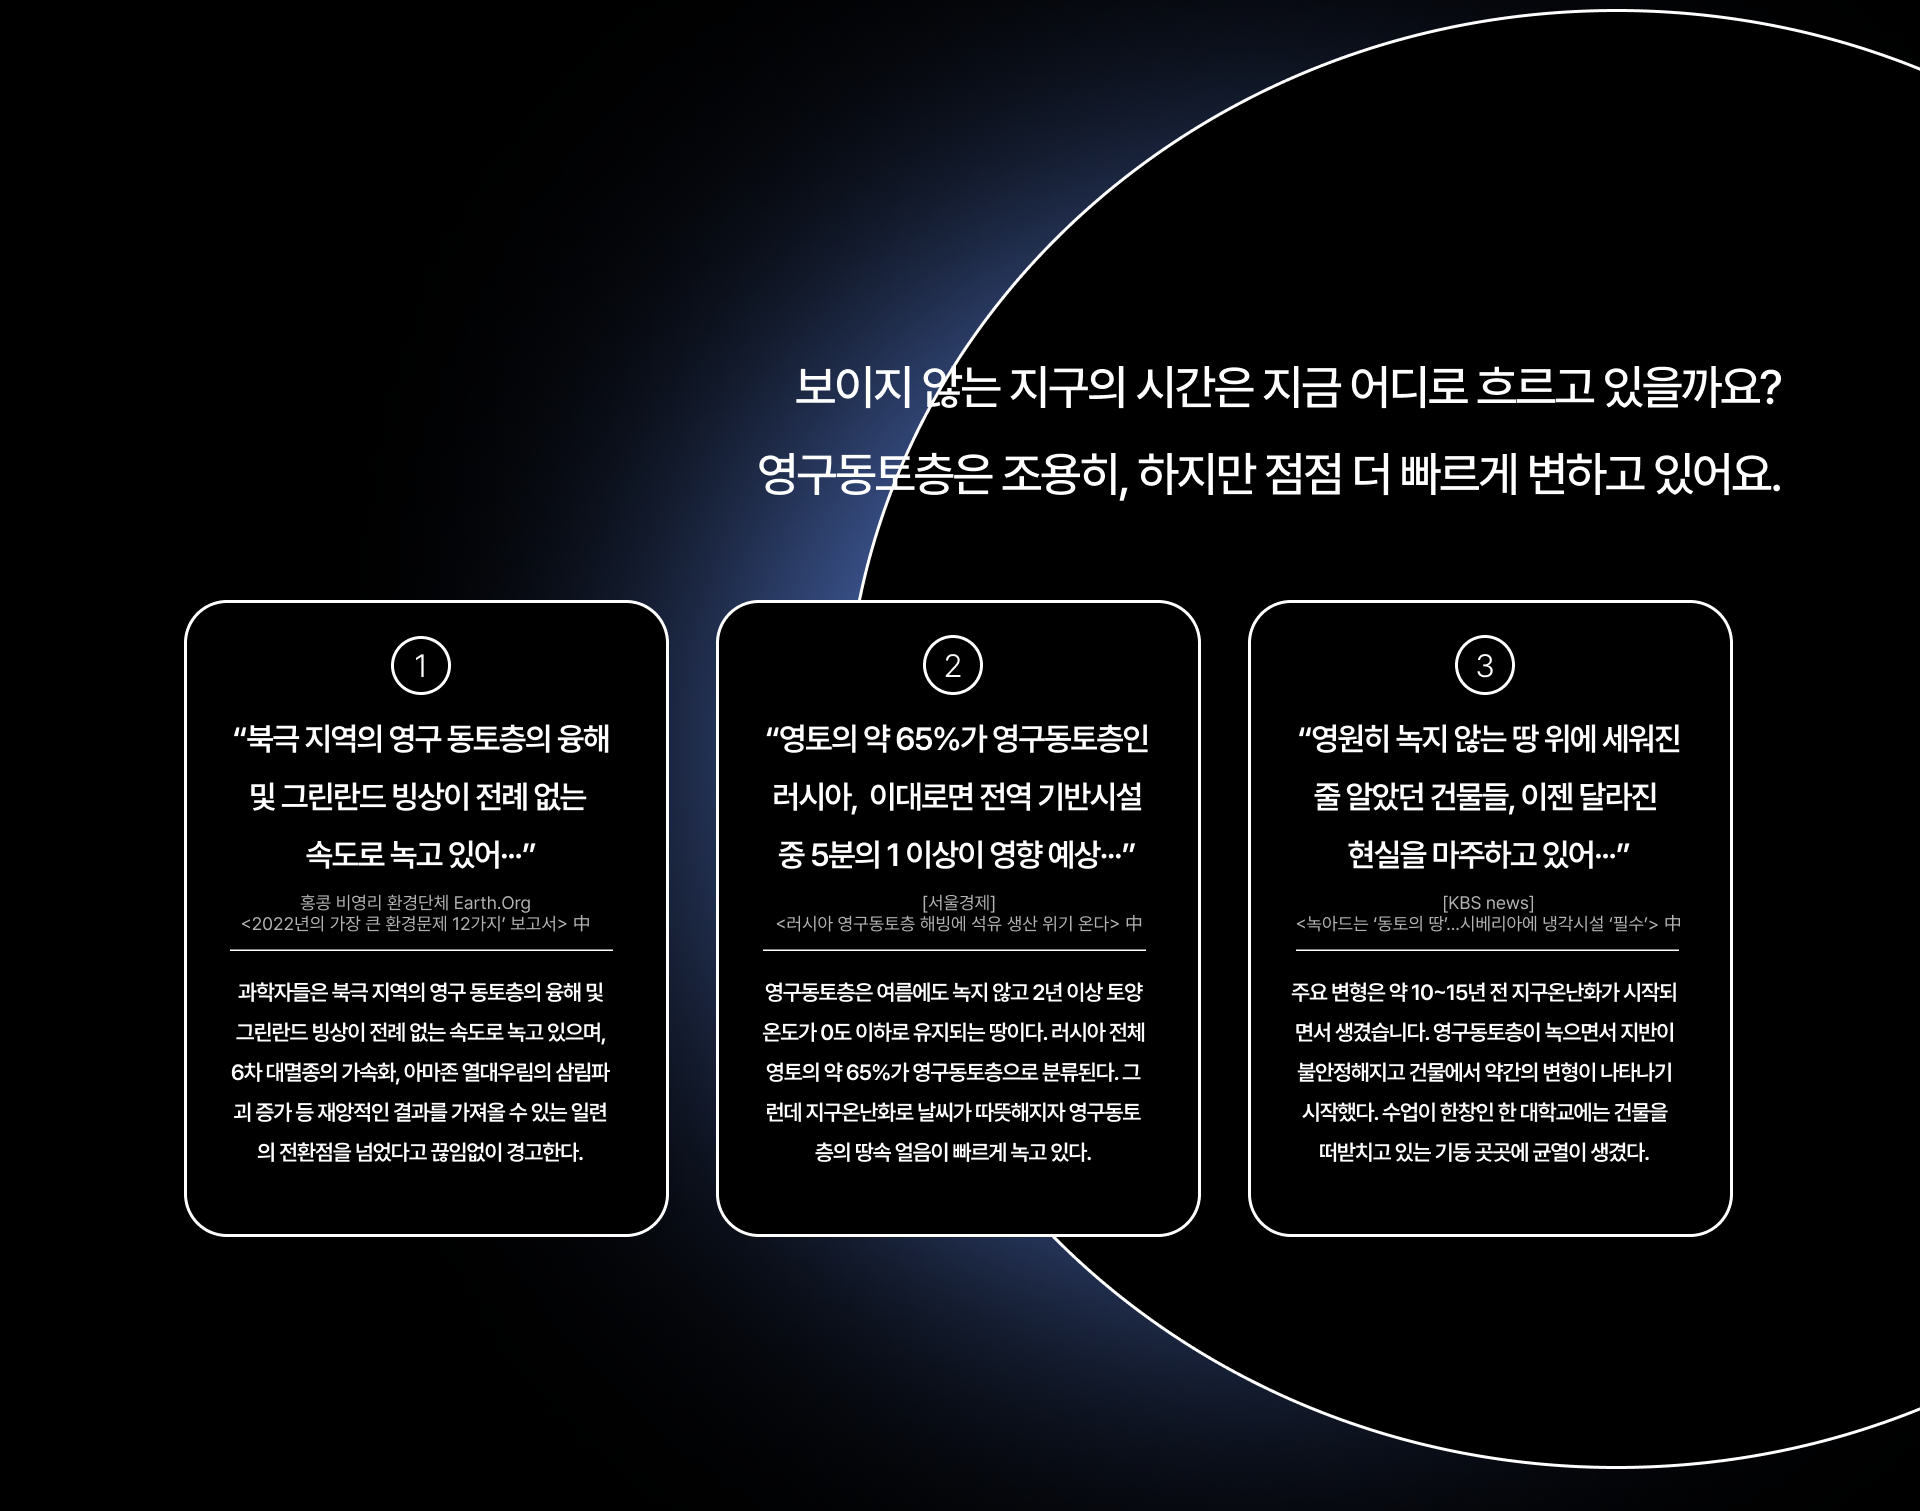 보이지 않는 지구의 시간은 지금 어디로 흐르고 있을까요?
영구동토층은 조용히, 하지만 점점 더 빠르게 변하고 있어요.
1
“북극 지역의 영구 동토층의 융해
및 그린란드 빙상이 전례 없는
속도로 녹고 있어…”
홍콩 비영리 환경단체 Earth.Org
<2022년의 가장 큰 환경문제 12가지’ 보고서> 中
과학자들은 북극 지역의 영구 동토층의 융해 및
그린란드 빙상이 전례 없는 속도로 녹고 있으며,
6차 대멸종의 가속화, 아마존 열대우림의 삼림파
괴 증가 등 재앙적인 결과를 가져올 수 있는 일련
의 전환점을 넘었다고 끊임없이 경고한다.
2
“영토의 약 65%가 영구동토층인
러시아,  이대로면 전역 기반시설
중 5분의 1 이상이 영향 예상…”
[서울경제]
<러시아 영구동토층 해빙에 석유 생산 위기 온다> 中
영구동토층은 여름에도 녹지 않고 2년 이상 토양
온도가 0도 이하로 유지되는 땅이다. 러시아 전체
영토의 약 65%가 영구동토층으로 분류된다. 그
런데 지구온난화로 날씨가 따뜻해지자 영구동토
층의 땅속 얼음이 빠르게 녹고 있다.
3
“영원히 녹지 않는 땅 위에 세워진
줄 알았던 건물들, 이젠 달라진
현실을 마주하고 있어…”
[KBS news]
<녹아드는 ‘동토의 땅’...시베리아에 냉각시설 ‘필수’> 中
주요 변형은 약 10~15년 전 지구온난화가 시작되
면서 생겼습니다. 영구동토층이 녹으면서 지반이
불안정해지고 건물에서 약간의 변형이 나타나기
시작했다. 수업이 한창인 한 대학교에는 건물을
떠받치고 있는 기둥 곳곳에 균열이 생겼다.